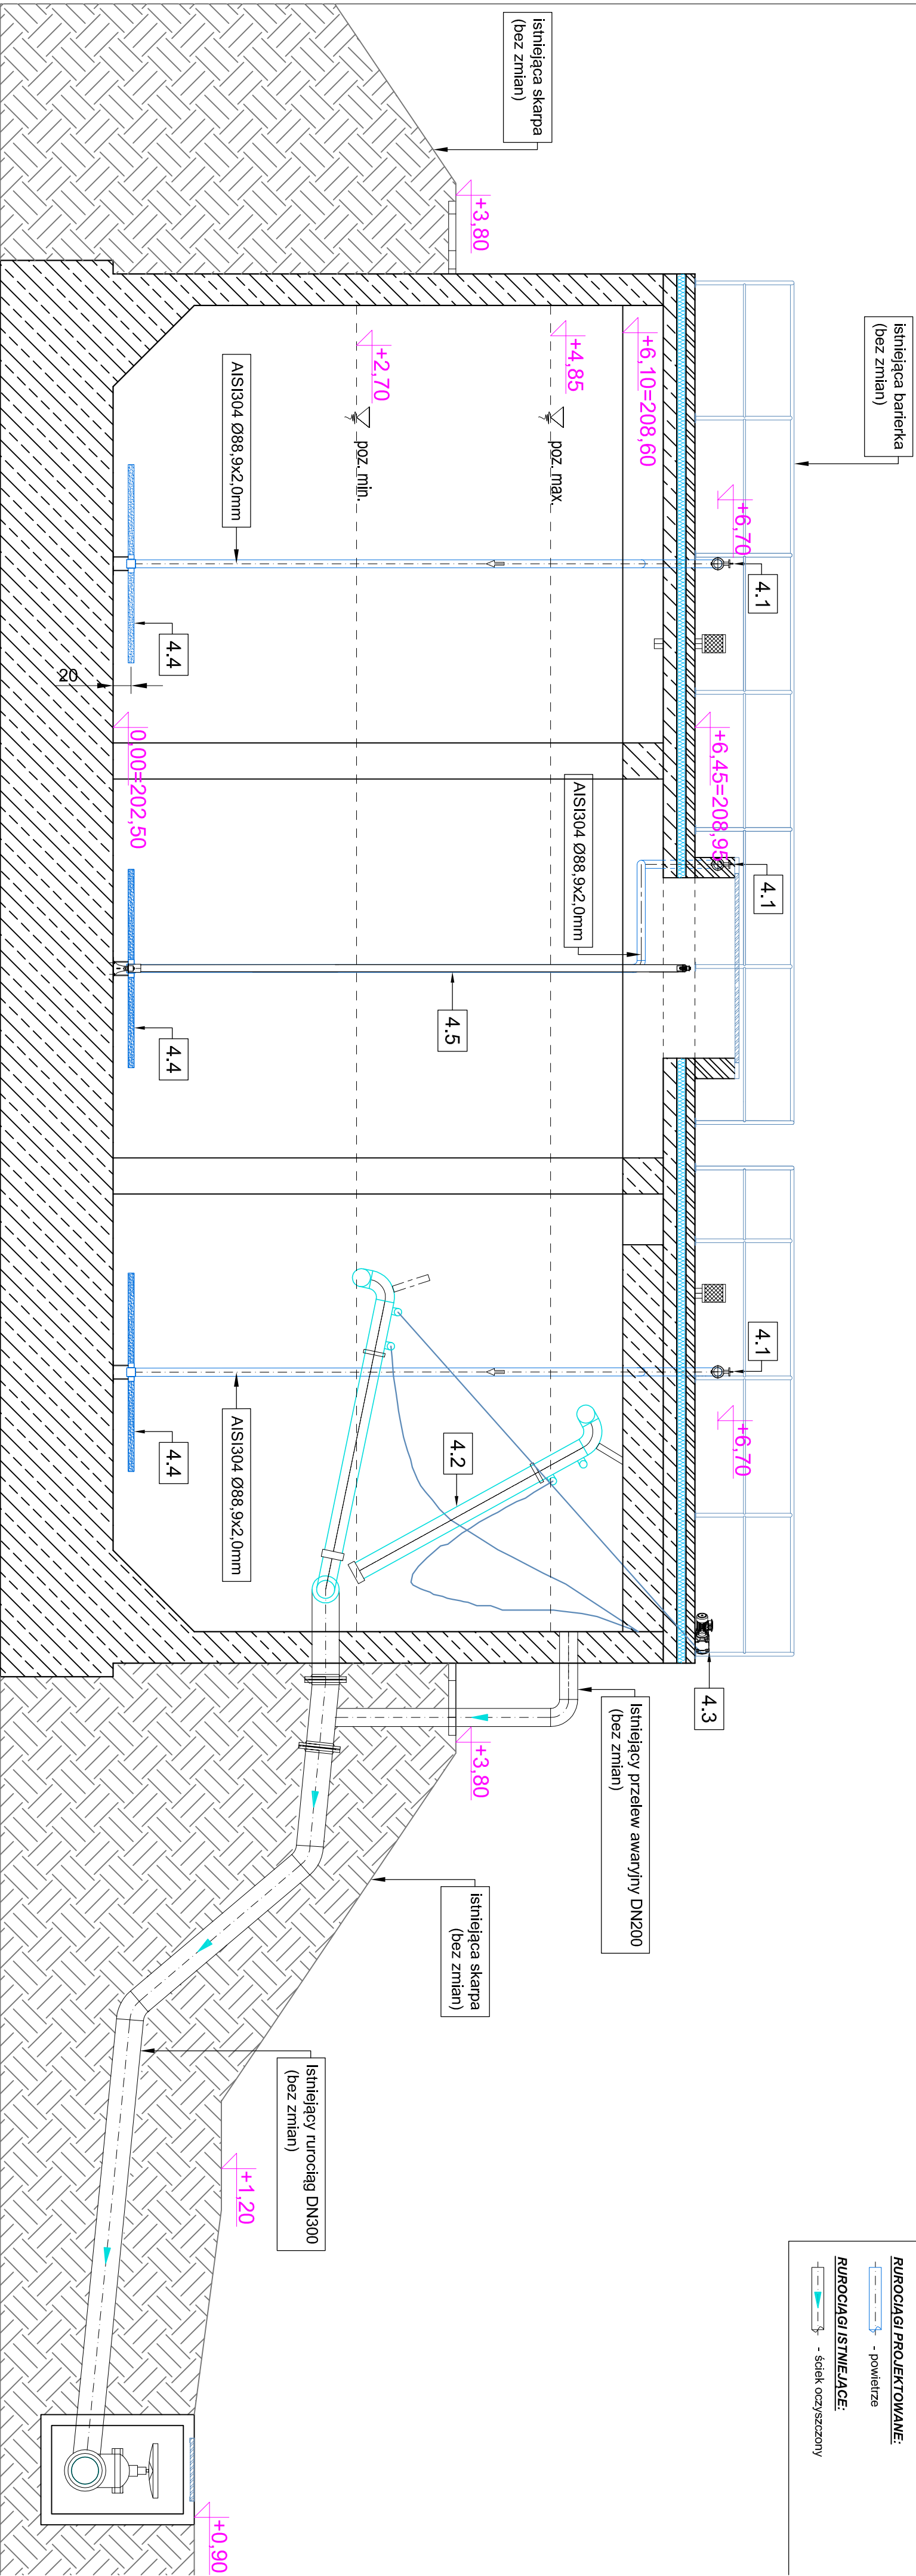 istniejąca skarpa
(bez zmian)
+3,80
istniejąca barierka
(bez zmian)
+6,10=208,60
+4,85
poz. max.
+2,70
poz. min.
AISI304 Ø88,9x2,0mm
+6,70
4.1
4.4
20
0,00=202,50
+6,45=208,95
AISI304 Ø88,9x2,0mm
4.1
4.5
4.4
4.1
+6,70
4.2
AISI304 Ø88,9x2,0mm
4.4
4.3
Istniejący przelew awaryjny DN200
(bez zmian)
+3,80
istniejąca skarpa
(bez zmian)
Istniejący rurociąg DN300
(bez zmian)
+1,20
+0,90
RUROCIĄGI PROJEKTOWANE:
- powietrze
RUROCIĄGI ISTNIEJĄCE:
- ściek oczyszczony